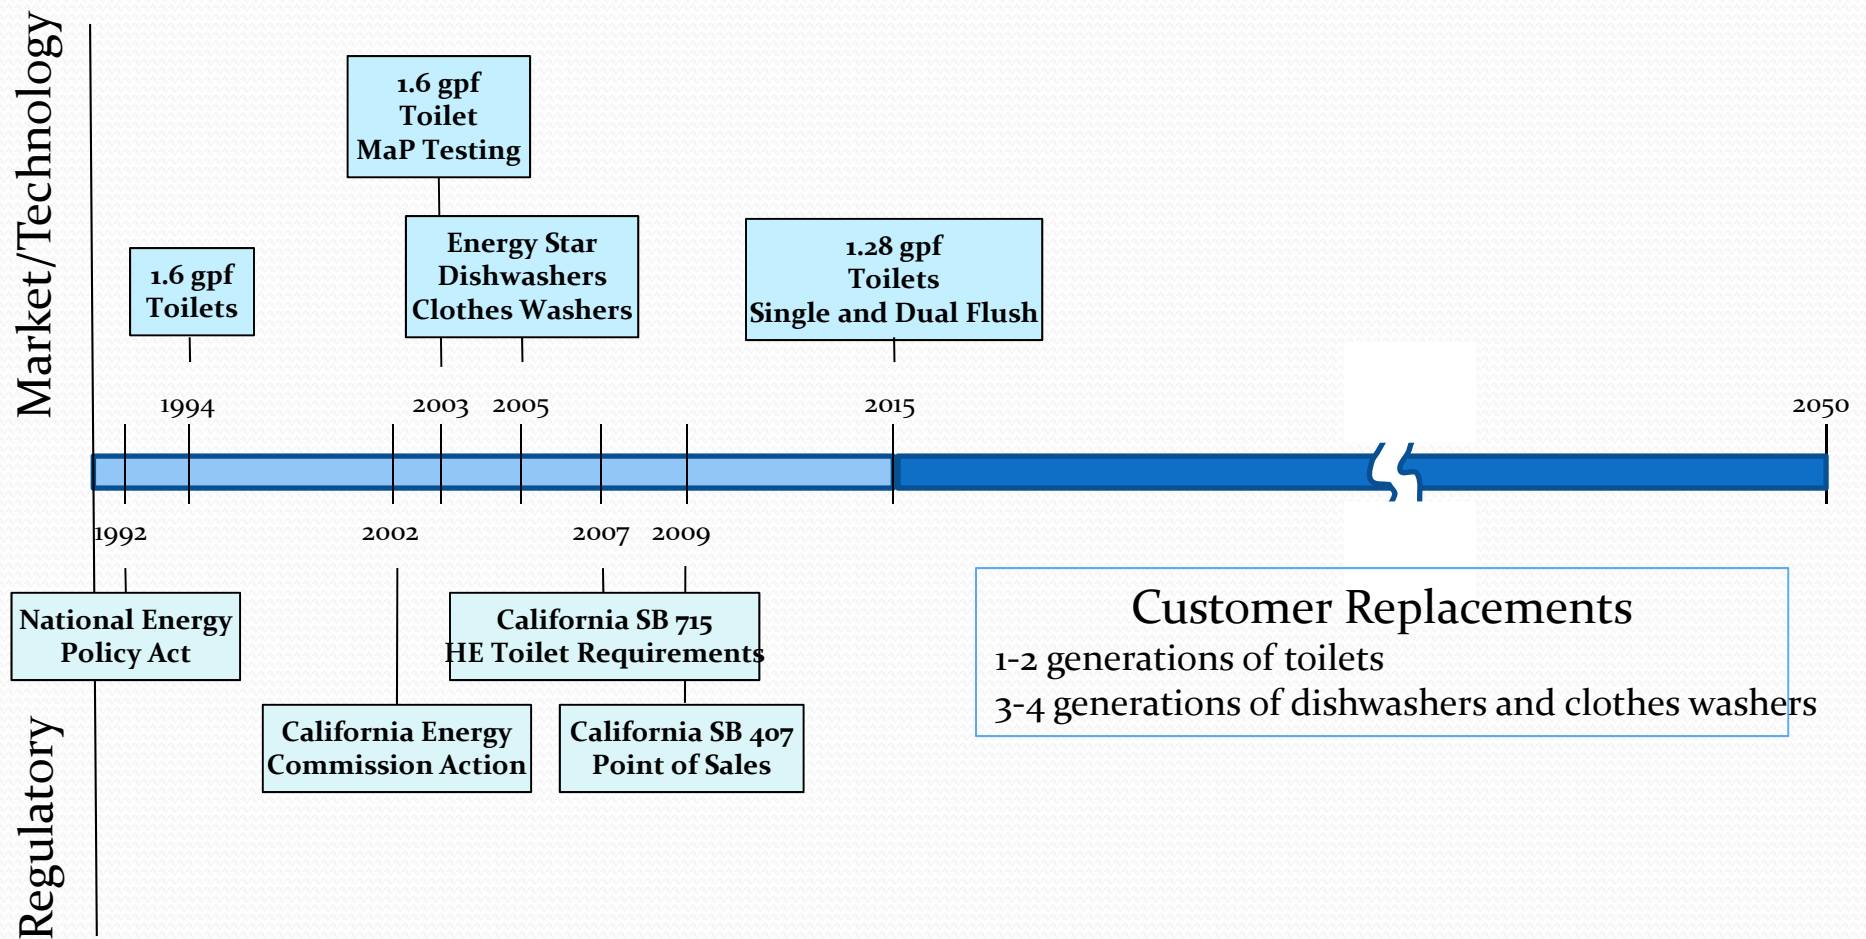 Market/Technology
1.6 gpf
Toilet
MaP Testing
Energy Star
Dishwashers
Clothes Washers
1.28 gpf
Toilets
Single and Dual Flush
1.6 gpf
Toilets
1994
2003
2005
2015
2050
1992
2002
2007
2009
National Energy
Policy Act
California SB 715
HE Toilet Requirements
California Energy
Commission Action
California SB 407
Point of Sales
Customer Replacements
1-2 generations of toilets
3-4 generations of dishwashers and clothes washers
Regulatory